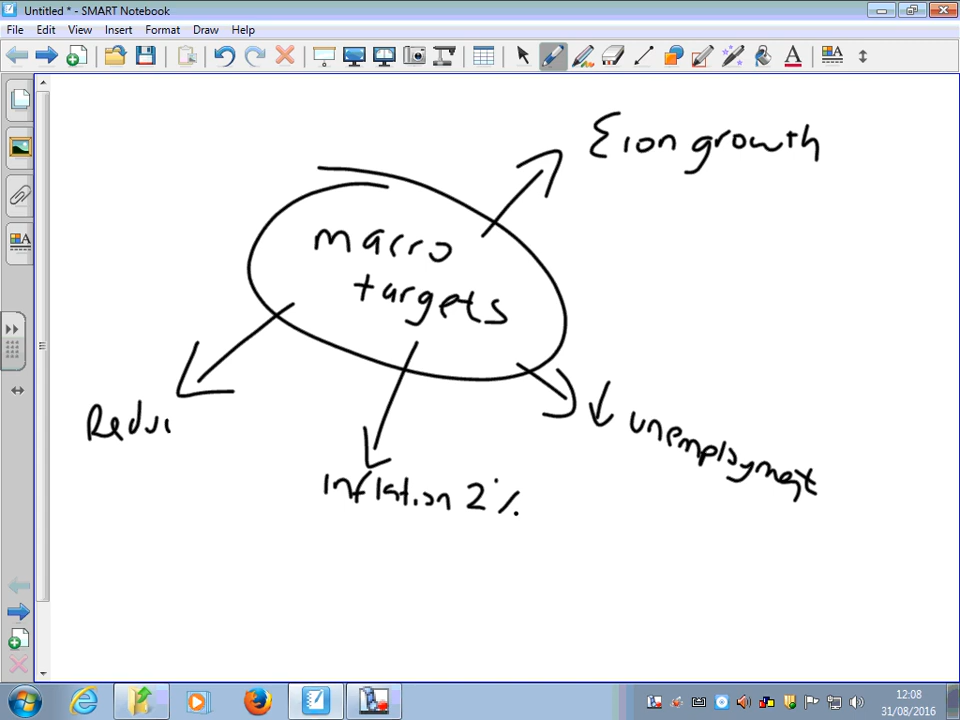 Untitled * - SMART Notebook
File Edit View Insert Format Draw Help
Σion growth
macro
targets
↓ unemployment
Redu
Inflation 2%
12:08
31/08/2016